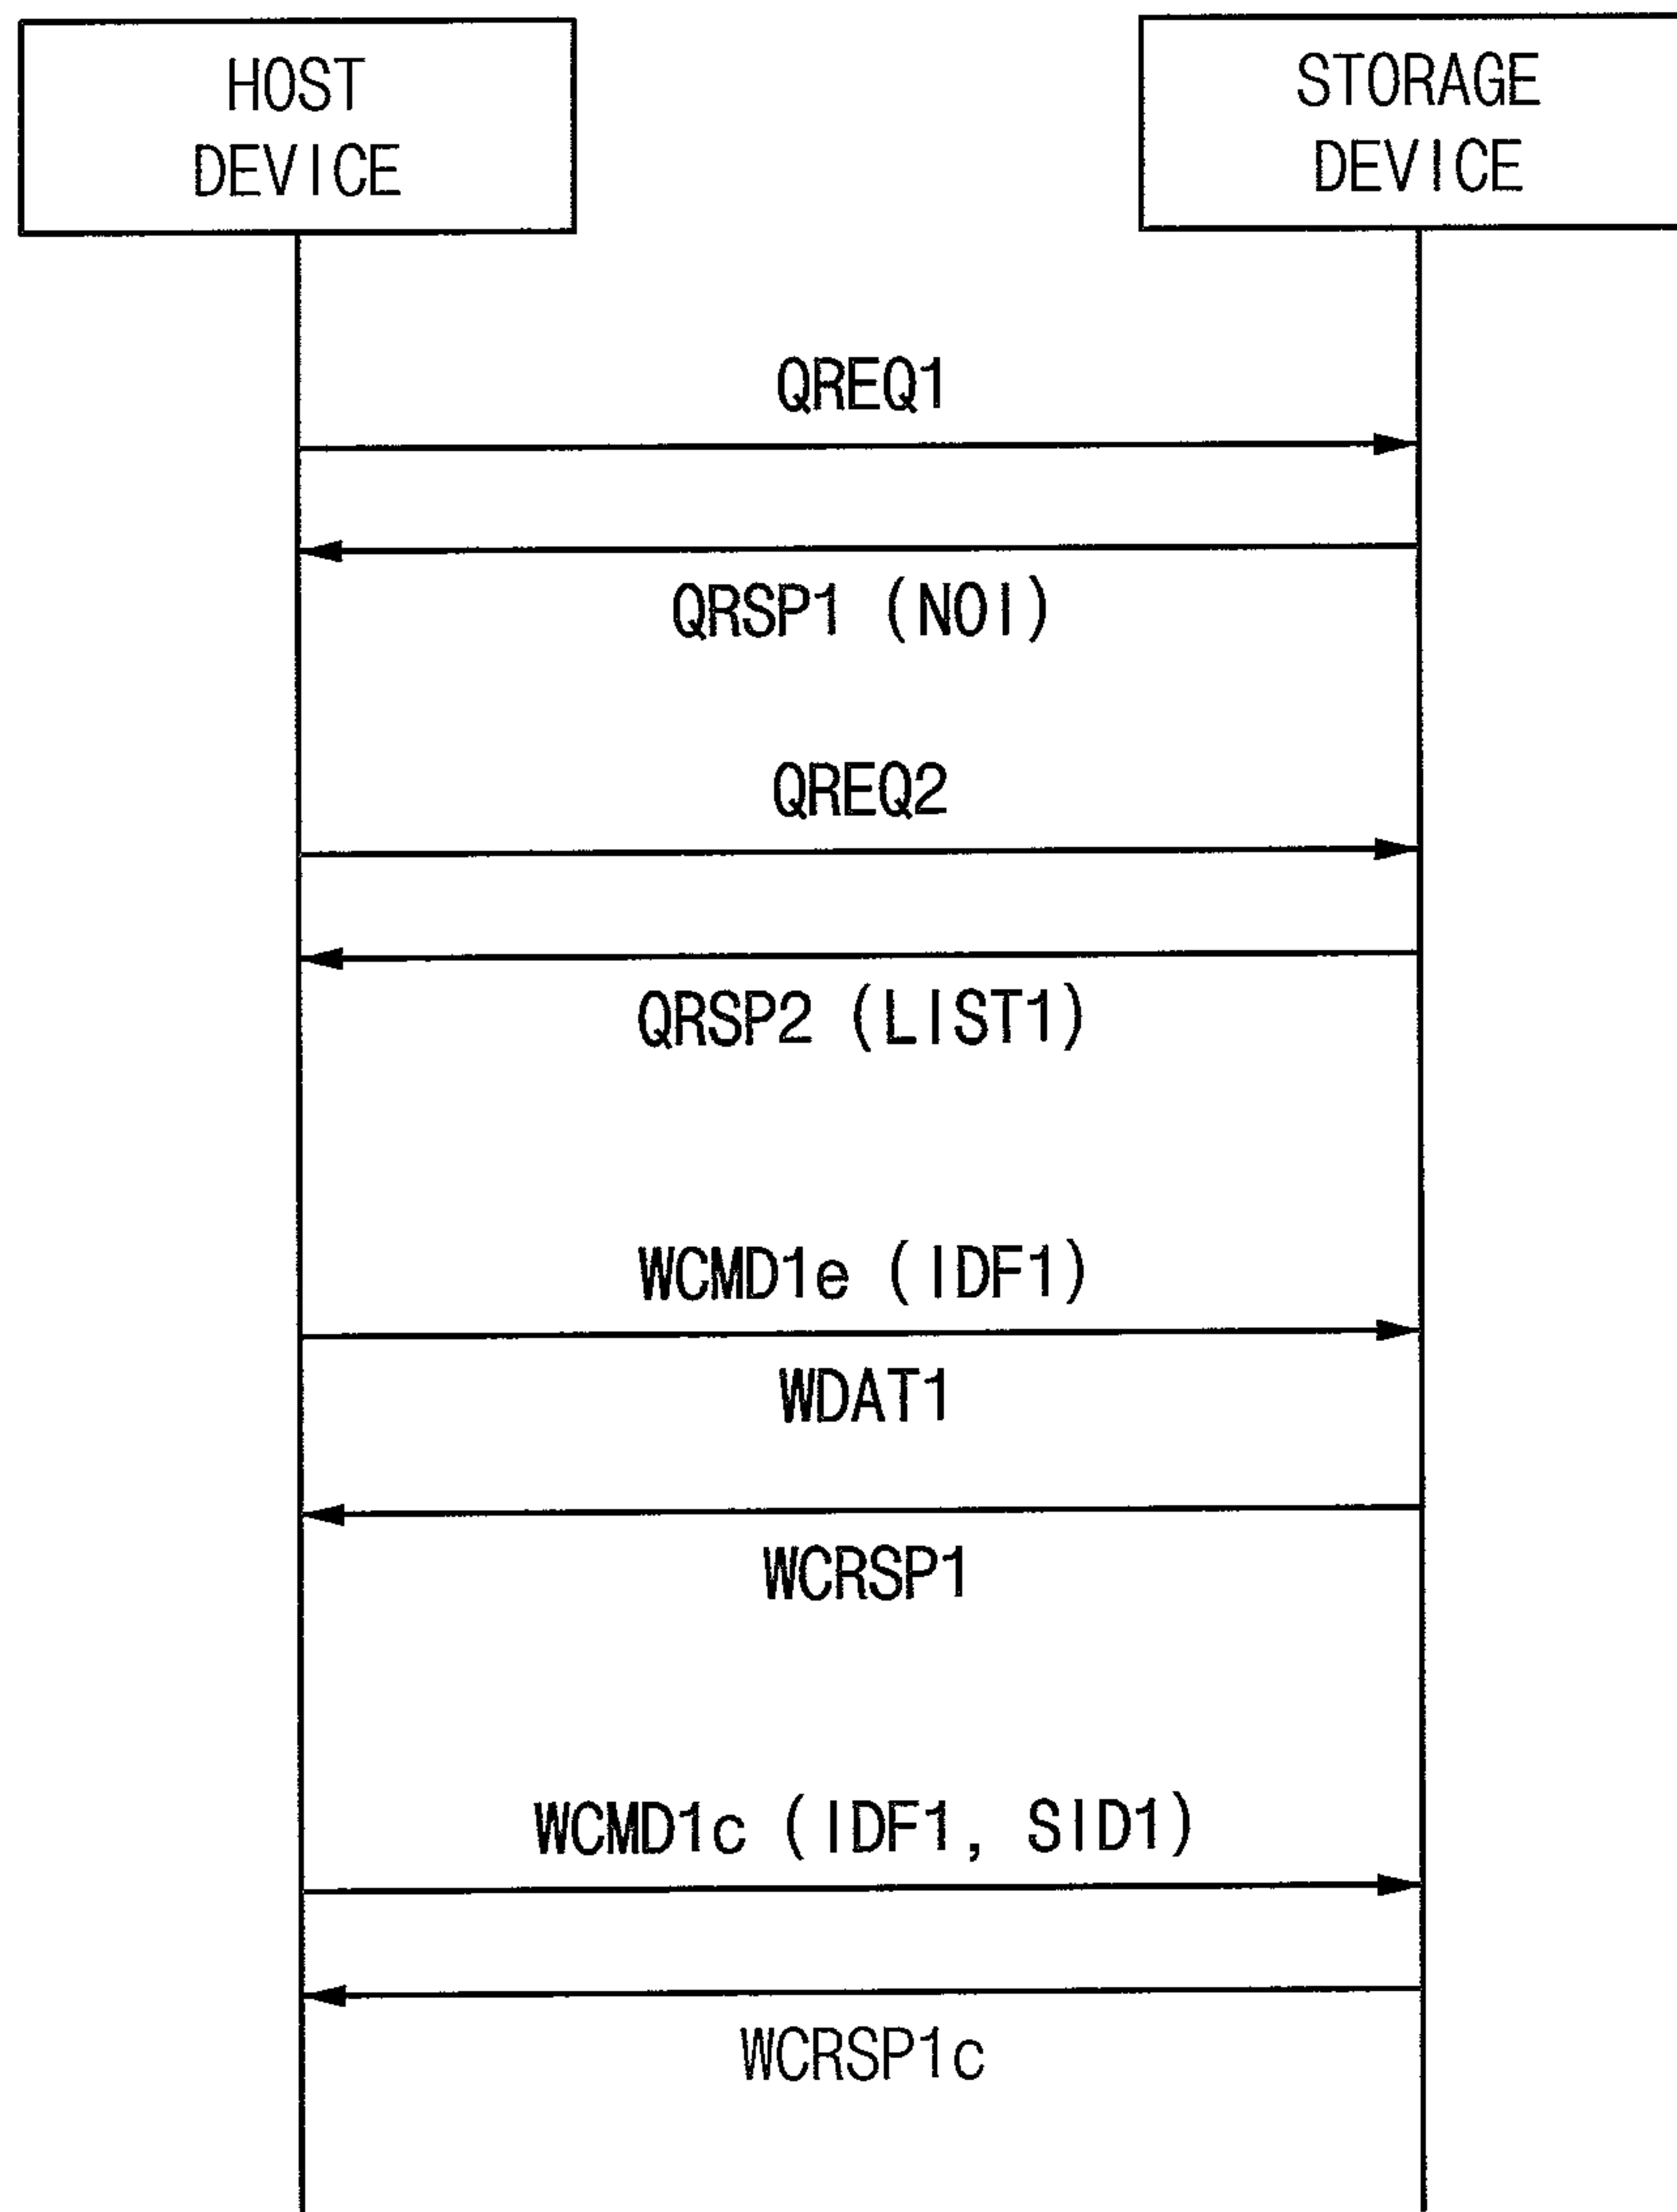 HOST
DEVICE
STORAGE
DEVICE
QREQ1
QRSP1 (NOI)
QREQ2
QRSP2 (LIST1)
WCMD1e (IDF1)
WDAT1
WCRSP1
WCMD1c (IDF1, SID1)
WCRSP1c